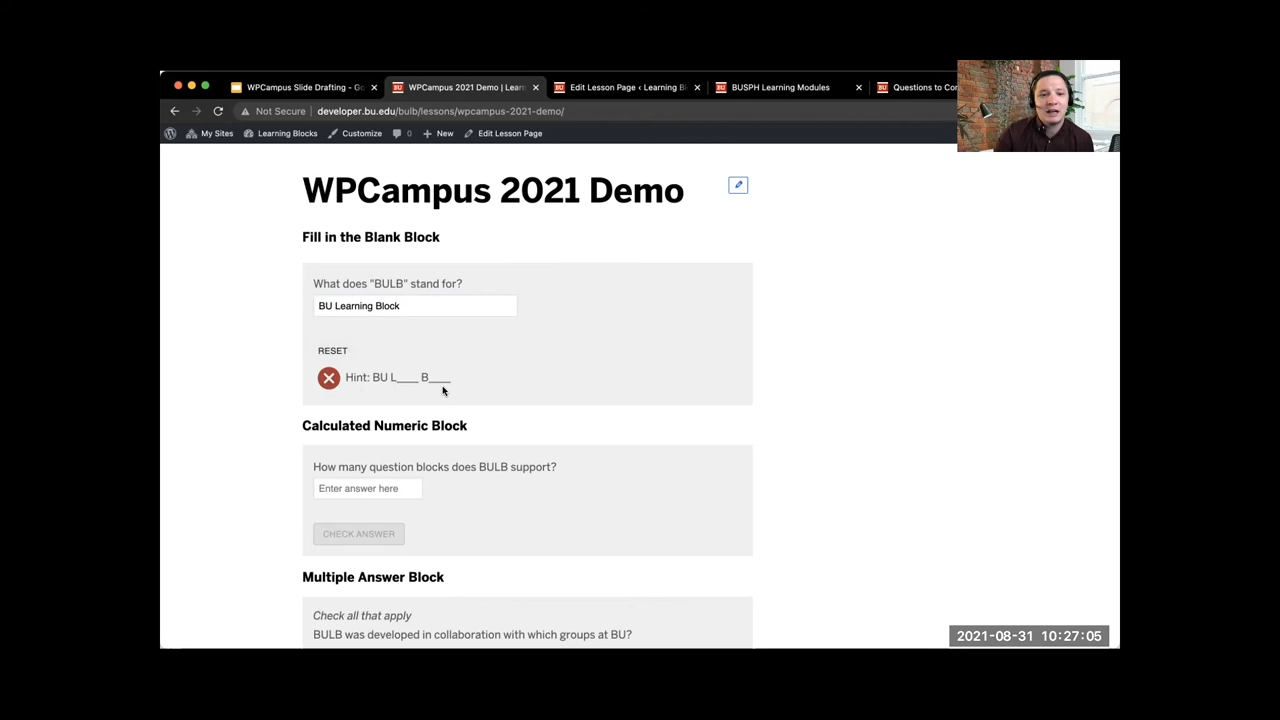 WPCampus Slide Drafting - Go
WPCampus 2021 Demo | Learn
Edit Lesson Page ‹ Learning Bl
BUSPH Learning Modules
Questions to Con
Not Secure
developer.bu.edu/bulb/lessons/wpcampus-2021-demo/
My Sites
Learning Blocks
Customize
0
New
Edit Lesson Page
WPCampus 2021 Demo
Fill in the Blank Block
What does "BULB" stand for?
BU Learning Block
RESET
Hint: BU L____ B____
Calculated Numeric Block
How many question blocks does BULB support?
Enter answer here
CHECK ANSWER
Multiple Answer Block
Check all that apply
BULB was developed in collaboration with which groups at BU?
2021-08-31 10:27:05